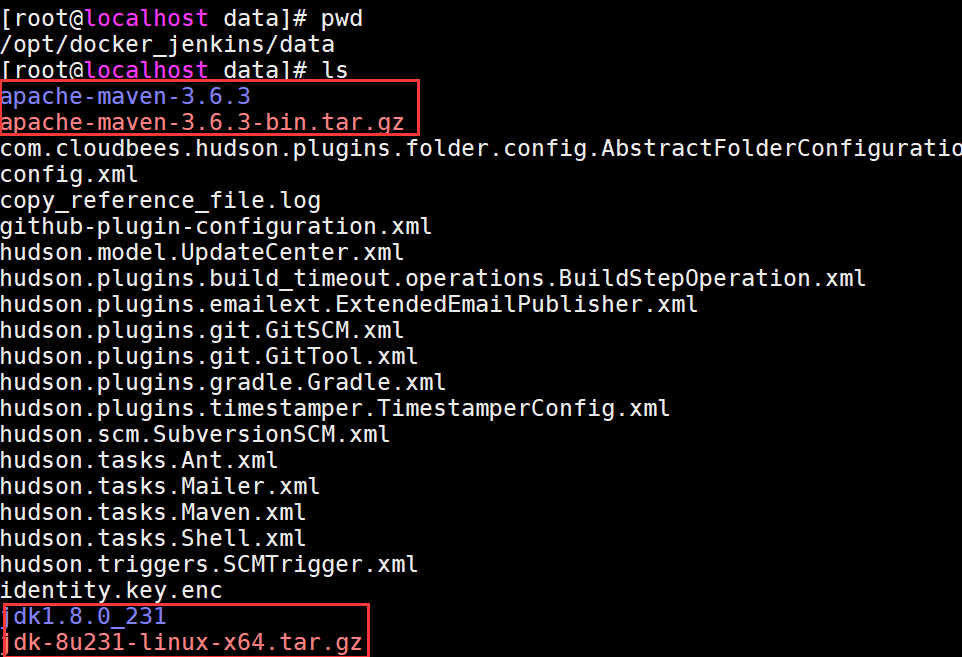 [root@localhost data]# pwd
/opt/docker_jenkins/data
[root@localhost data]# ls
apache-maven-3.6.3
apache-maven-3.6.3-bin.tar.gz
com.cloudbees.hudson.plugins.folder.config.AbstractFolderConfiguratio
config.xml
copy_reference_file.log
github-plugin-configuration.xml
hudson.model.UpdateCenter.xml
hudson.plugins.build_timeout.operations.BuildStepOperation.xml
hudson.plugins.emailext.ExtendedEmailPublisher.xml
hudson.plugins.git.GitSCM.xml
hudson.plugins.git.GitTool.xml
hudson.plugins.gradle.Gradle.xml
hudson.plugins.timestamper.TimestamperConfig.xml
hudson.scm.SubversionSCM.xml
hudson.tasks.Ant.xml
hudson.tasks.Mailer.xml
hudson.tasks.Maven.xml
hudson.tasks.Shell.xml
hudson.triggers.SCMTrigger.xml
identity.key.enc
jdk1.8.0_231
jdk-8u231-linux-x64.tar.gz